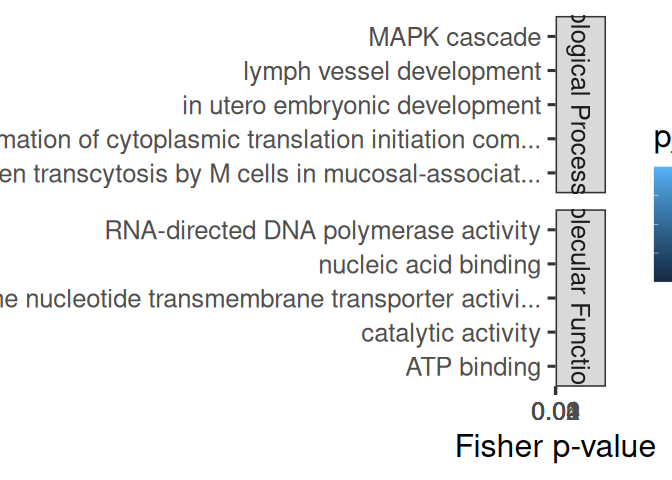 MAPK cascade
lymph vessel development
in utero embryonic development
mation of cytoplasmic translation initiation com...
en transcytosis by M cells in mucosal-associat...
ological Process
RNA-directed DNA polymerase activity
nucleic acid binding
ne nucleotide transmembrane transporter activi...
catalytic activity
ATP binding
olecular Functio
Fisher p-value
p